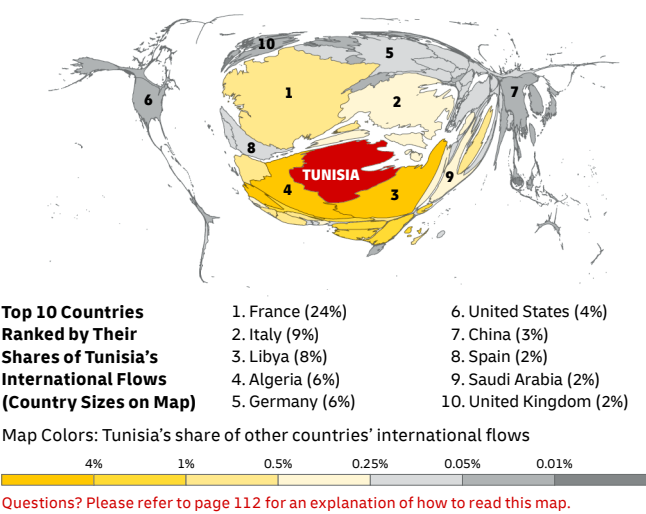 10
5
1
2
6
7
8
TUNISIA
9
4
3
Top 10 Countries
Ranked by Their
Shares of Tunisia's
International Flows
(Country Sizes on Map)
1. France (24%)
2. Italy (9%)
3. Libya (8%)
4. Algeria (6%)
5. Germany (6%)
6. United States (4%)
7. China (3%)
8. Spain (2%)
9. Saudi Arabia (2%)
10. United Kingdom (2%)
Map Colors: Tunisia's share of other countries' international flows
4% 1% 0.5% 0.25% 0.05% 0.01%
Questions? Please refer to page 112 for an explanation of how to read this map.